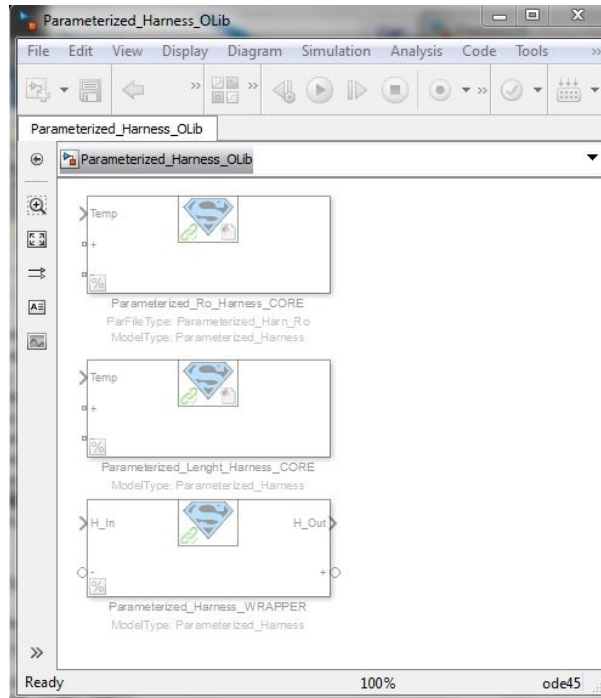 Parameterized_Harness_OLib
File Edit View Display Diagram Simulation Analysis Code Tools »
Parameterized_Harness_OLib
Parameterized_Harness_OLib
Temp
+
-
%
Parameterized_Ro_Harness_CORE
ParFileType: Parameterized_Harn_Ro
ModelType: Parameterized_Harness
Temp
+
-
%
Parameterized_Lenght_Harness_CORE
ModelType: Parameterized_Harness
H_In H_Out
- +
%
Parameterized_Harness_WRAPPER
ModelType: Parameterized_Harness
Ready 100% ode45